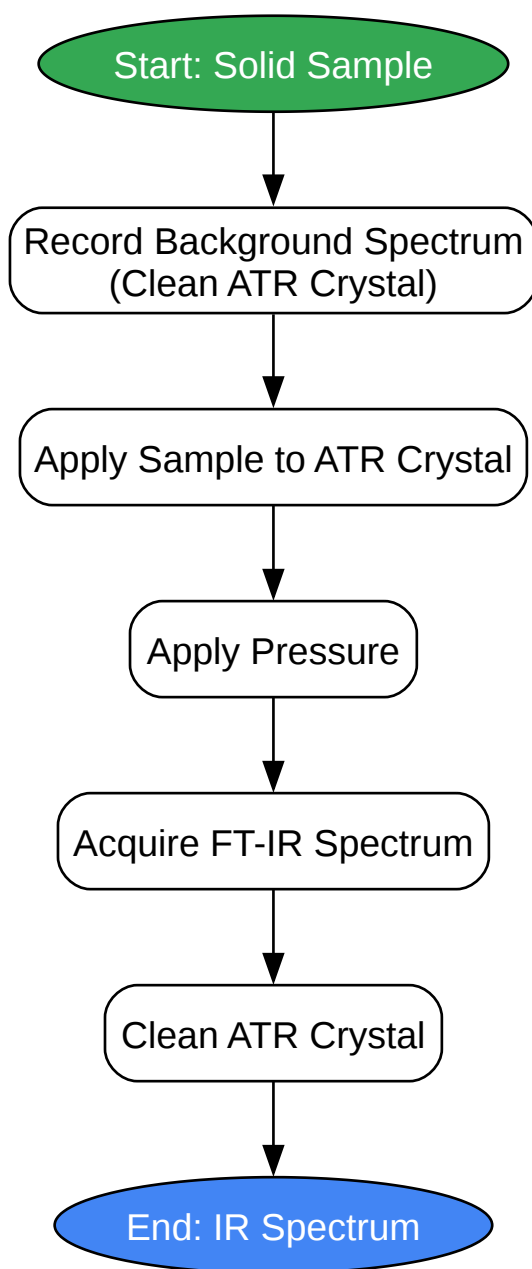 Start: Solid Sample
Record Background Spectrum
(Clean ATR Crystal)
Apply Sample to ATR Crystal
Apply Pressure
Acquire FT-IR Spectrum
Clean ATR Crystal
End: IR Spectrum